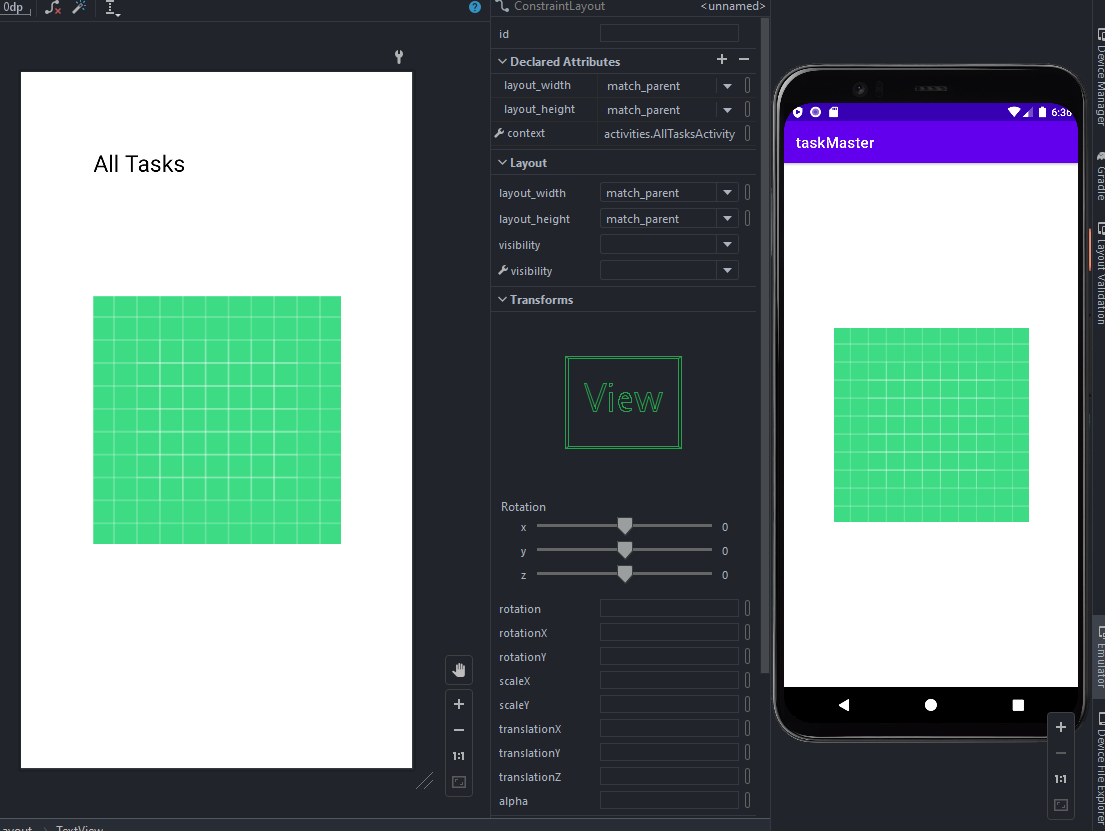 0dp
ConstraintLayout
<unnamed>
id
Declared Attributes
layout_width
match_parent
layout_height
match_parent
context
activities.AllTasksActivity
Layout
layout_width
match_parent
layout_height
match_parent
visibility
visibility
Transforms
View
Rotation
x
0
y
0
z
0
rotation
rotationX
rotationY
scaleX
scaleY
translationX
translationY
translationZ
alpha
All Tasks
1:1
TextView
6:36
taskMaster
1:1
Device Manager
Gradle
Layout Validation
Emulator
Device File Explorer